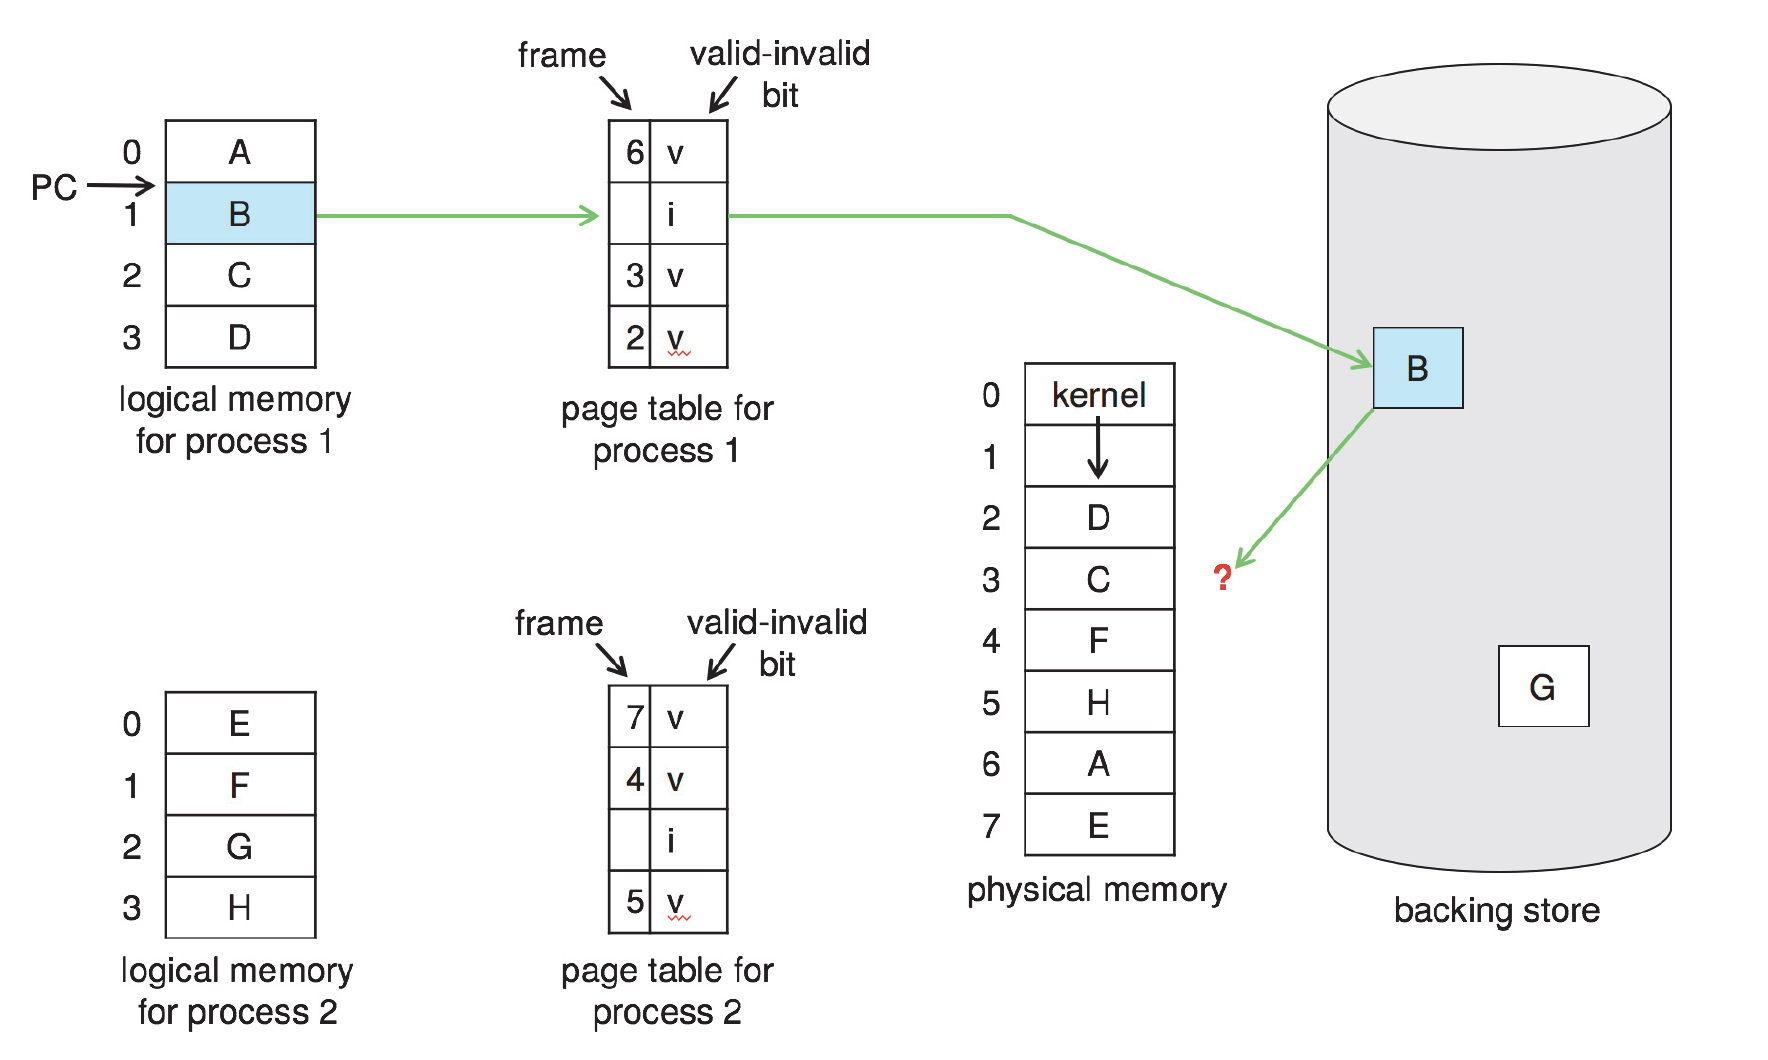 frame
valid-invalid
bit
0 A
PC
1 B
2 C
3 D
logical memory
for process 1
6 v
i
3 v
2 v
page table for
process 1
0 kernel
1
2 D
3 C
4 F
5 H
6 A
7 E
physical memory
?
B
G
backing store
0 E
1 F
2 G
3 H
logical memory
for process 2
frame
valid-invalid
bit
7 v
4 v
i
5 v
page table for
process 2